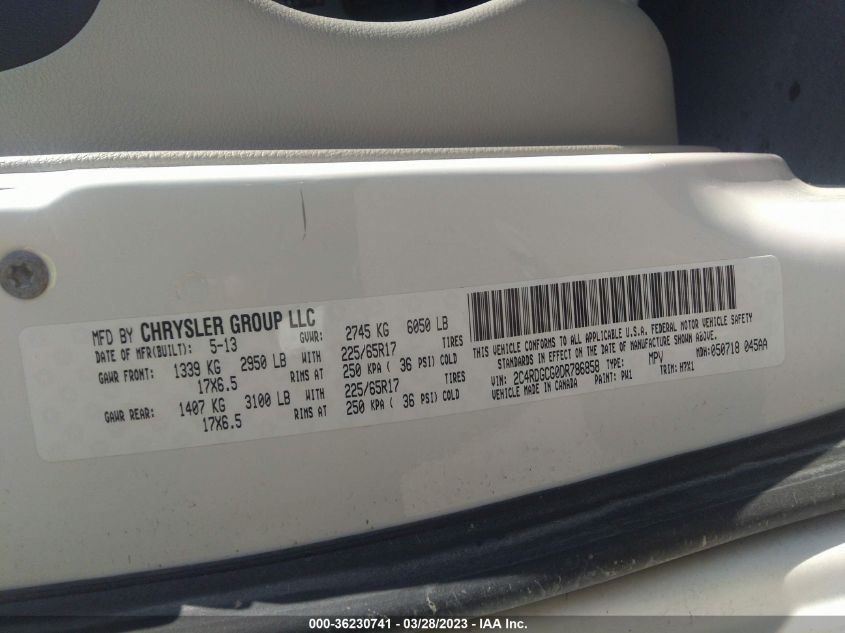 MFD BY CHRYSLER GROUP LLC
DATE OF MFR(BUILT): 5-13 GVWR: 2745 KG 6050 LB
GAWR FRONT: 1339 KG 2950 LB WITH 225/65R17 TIRES
17X6.5 RIMS AT 250 KPA ( 36 PSI) COLD
GAWR REAR: 1407 KG 3100 LB WITH 225/65R17 TIRES
17X6.5 RIMS AT 250 KPA ( 36 PSI) COLD
THIS VEHICLE CONFORMS TO ALL APPLICABLE U.S.A. FEDERAL MOTOR VEHICLE SAFETY
STANDARDS IN EFFECT ON THE DATE OF MANUFACTURE SHOWN ABOVE.
VIN: 2C4RDGCG0DR786858 TYPE: MPV MDH: 050718 045AA
VEHICLE MADE IN CANADA PAINT: PW1 TRIM: H7X1
000-36230741 - 03/28/2023 - IAA Inc.